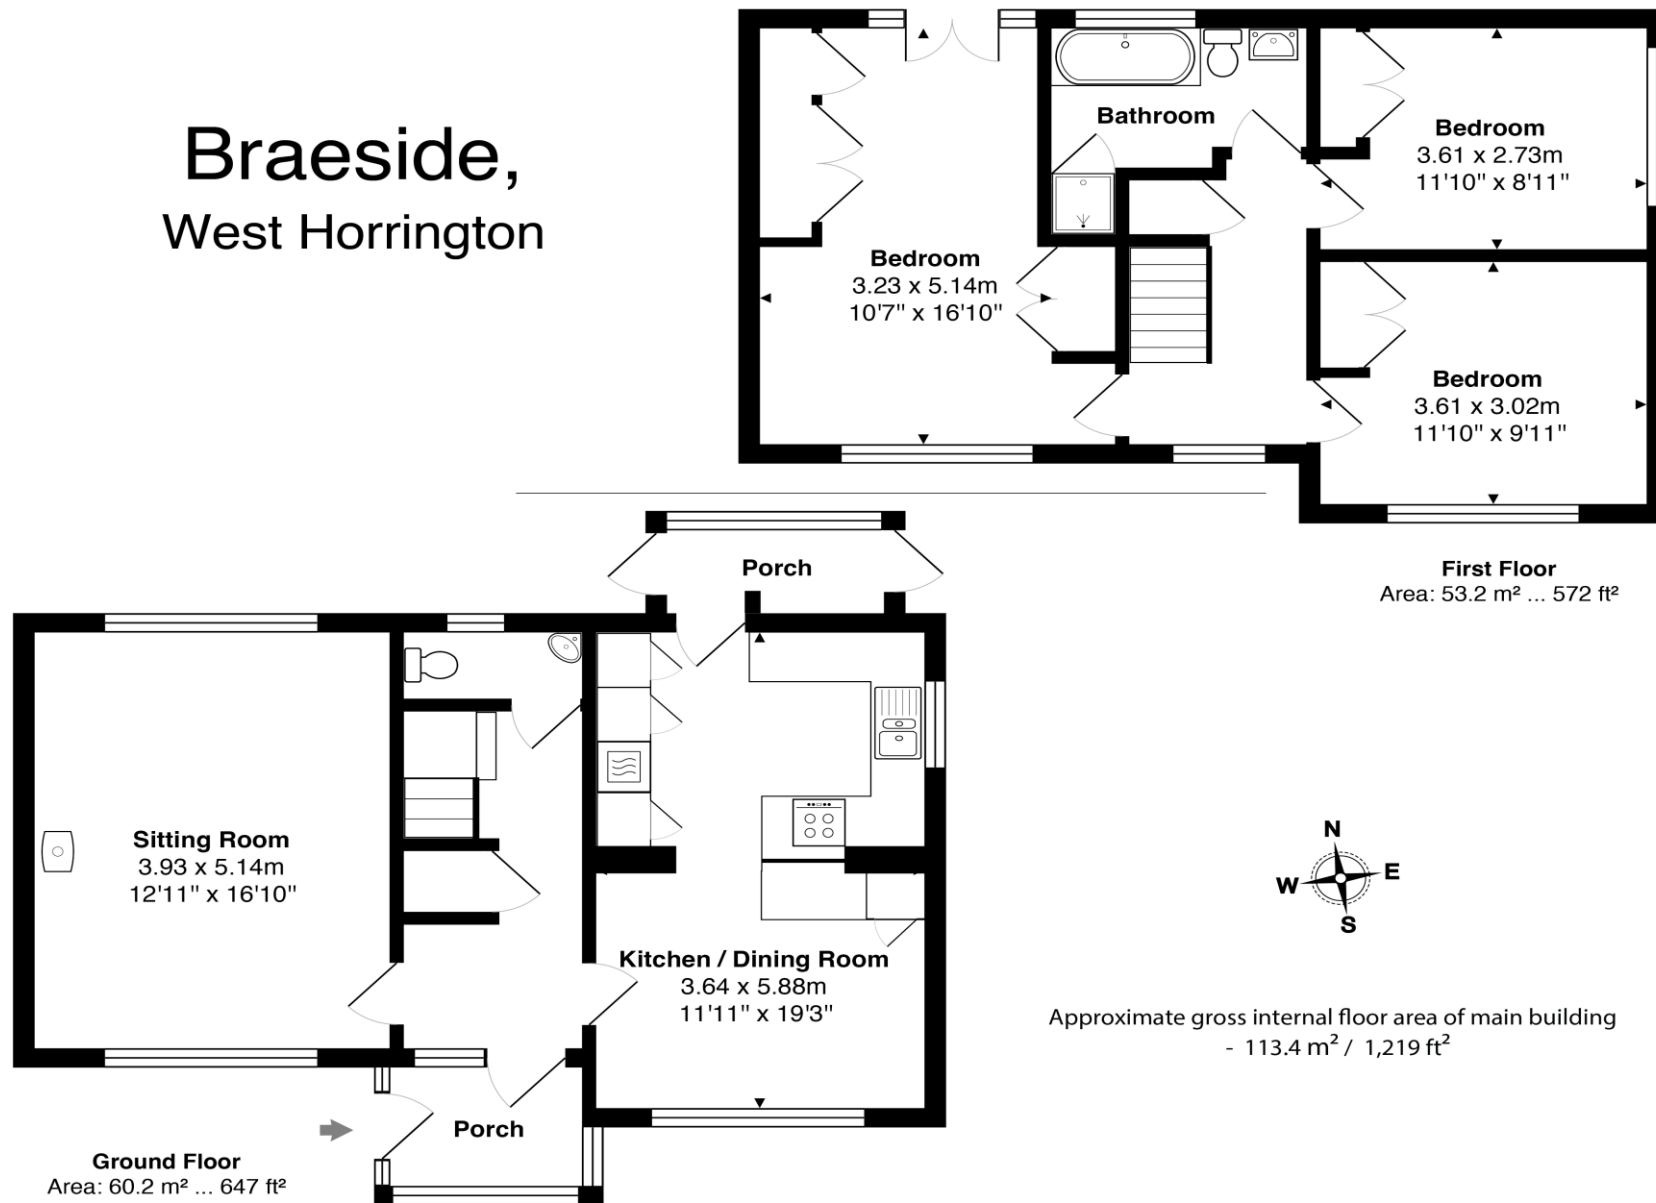 Braeside,
West Horrington
Bathroom
Bedroom
3.61 x 2.73m
11'10" x 8'11"
Bedroom
3.23 x 5.14m
10'7" x 16'10"
Bedroom
3.61 x 3.02m
11'10" x 9'11"
First Floor
Area: 53.2 m² ... 572 ft²
Porch
Sitting Room
3.93 x 5.14m
12'11" x 16'10"
Kitchen / Dining Room
3.64 x 5.88m
11'11" x 19'3"
N
W
E
S
Approximate gross internal floor area of main building
- 113.4 m² / 1,219 ft²
Porch
Ground Floor
Area: 60.2 m² ... 647 ft²